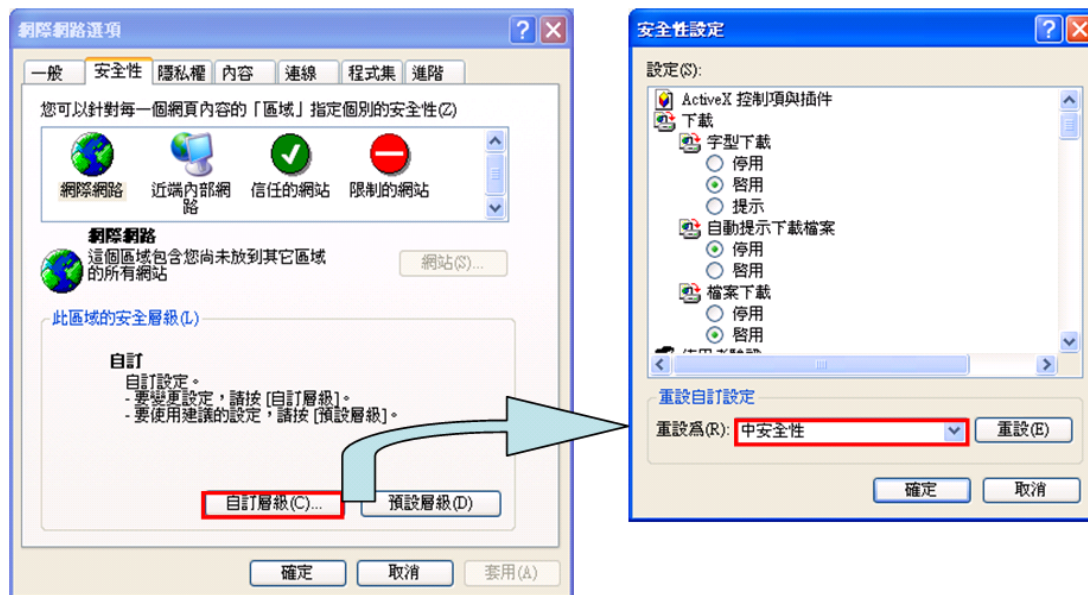 網際網路選項
一般 安全性 隱私權 內容 連線 程式集 進階
您可以針對每一個網頁內容的「區域」指定個別的安全性(Z)
網際網路 近端內部網路 信任的網站 限制的網站
網際網路
這個區域包含您尚未放到其它區域
的所有網站
網站(S)...
此區域的安全層級(L)
自訂
自訂設定。
- 要變更設定，請按 [自訂層級]。
- 要使用建議的設定，請按 [預設層級]。
自訂層級(C)... 預設層級(D)
確定 取消 套用(A)
安全性設定
設定(S):
ActiveX 控制項與插件
下載
字型下載
停用
啓用
提示
自動提示下載檔案
停用
啓用
檔案下載
停用
啓用
重設自訂設定
重設爲(R): 中安全性 重設(E)
確定 取消